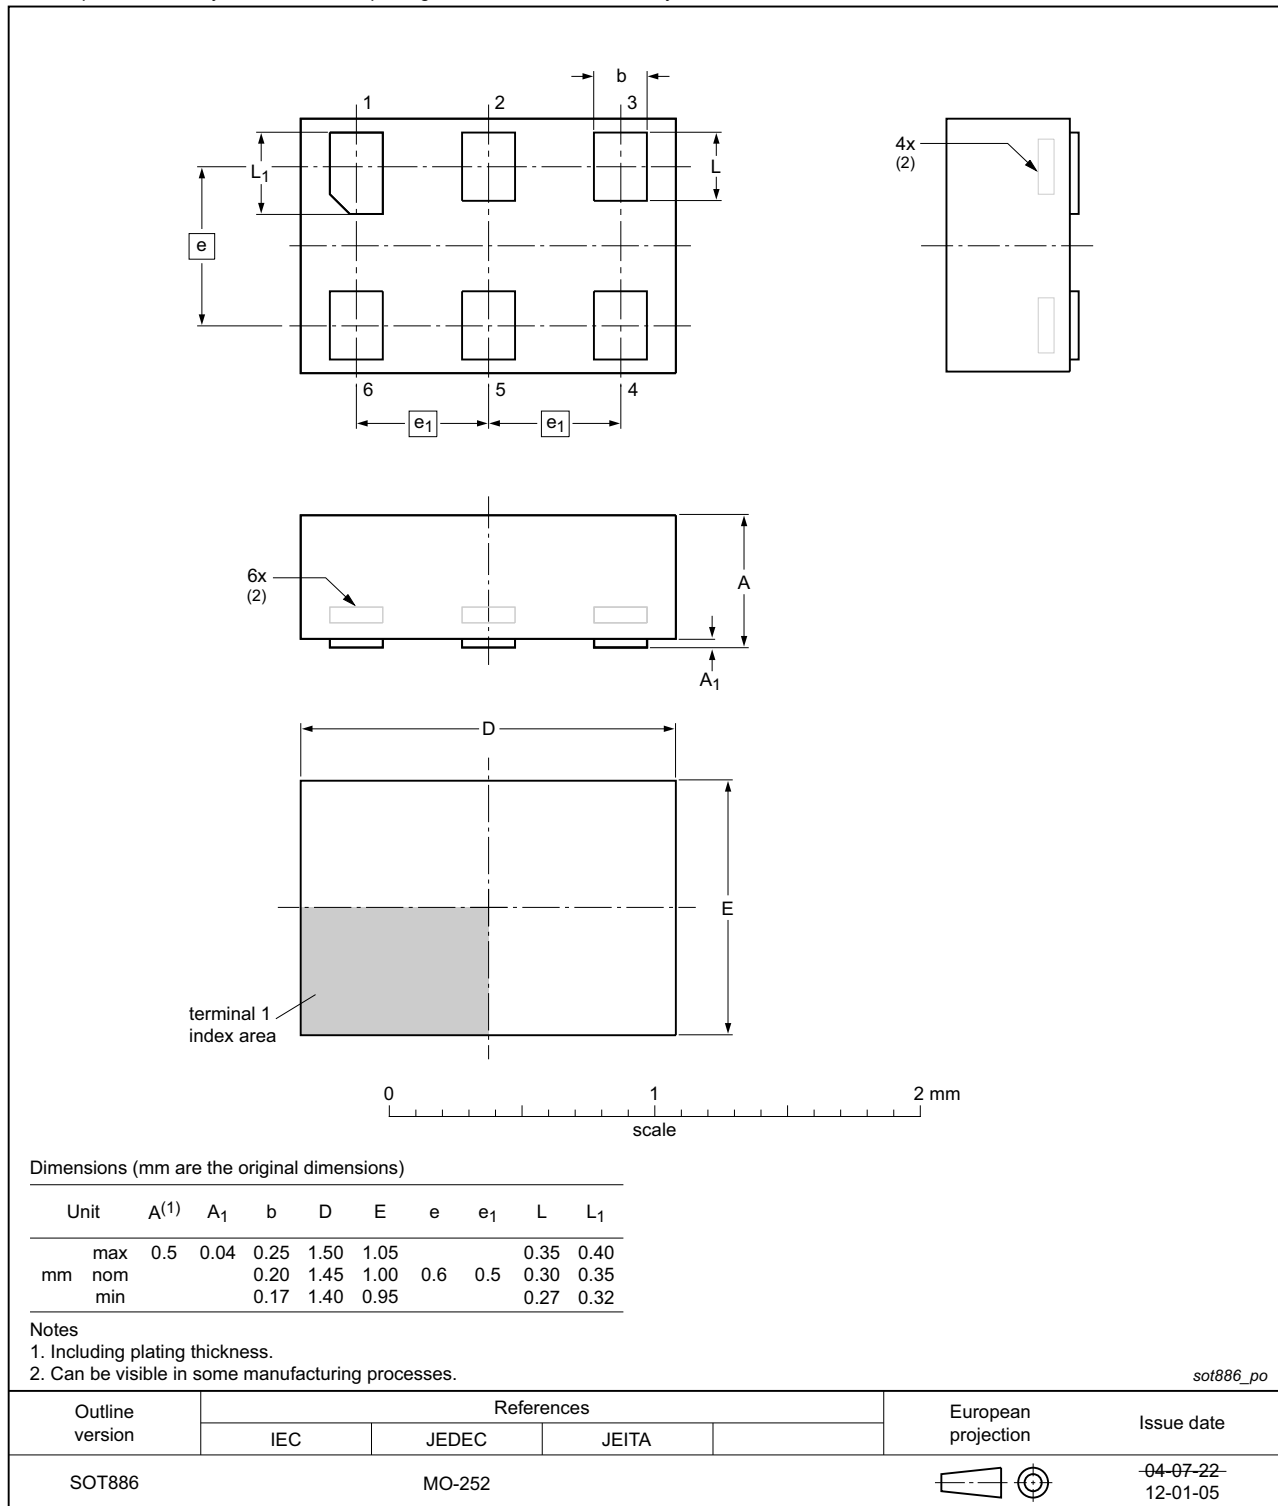 b
1 2 3
L1
L
e
6 5 4
e1 e1
4x
(2)
6x
(2)
A
A1
D
E
terminal 1
index area
0 1 2 mm
scale
Dimensions (mm are the original dimensions)
Unit A(1) A1 b D E e e1 L L1
max 0.5 0.04 0.25 1.50 1.05 0.35 0.40
mm nom 0.20 1.45 1.00 0.6 0.5 0.30 0.35
min 0.17 1.40 0.95 0.27 0.32
Notes
1. Including plating thickness.
2. Can be visible in some manufacturing processes.
sot886_po
Outline
version
References
IEC JEDEC JEITA
European
projection
Issue date
SOT886 MO-252
04-07-22
12-01-05